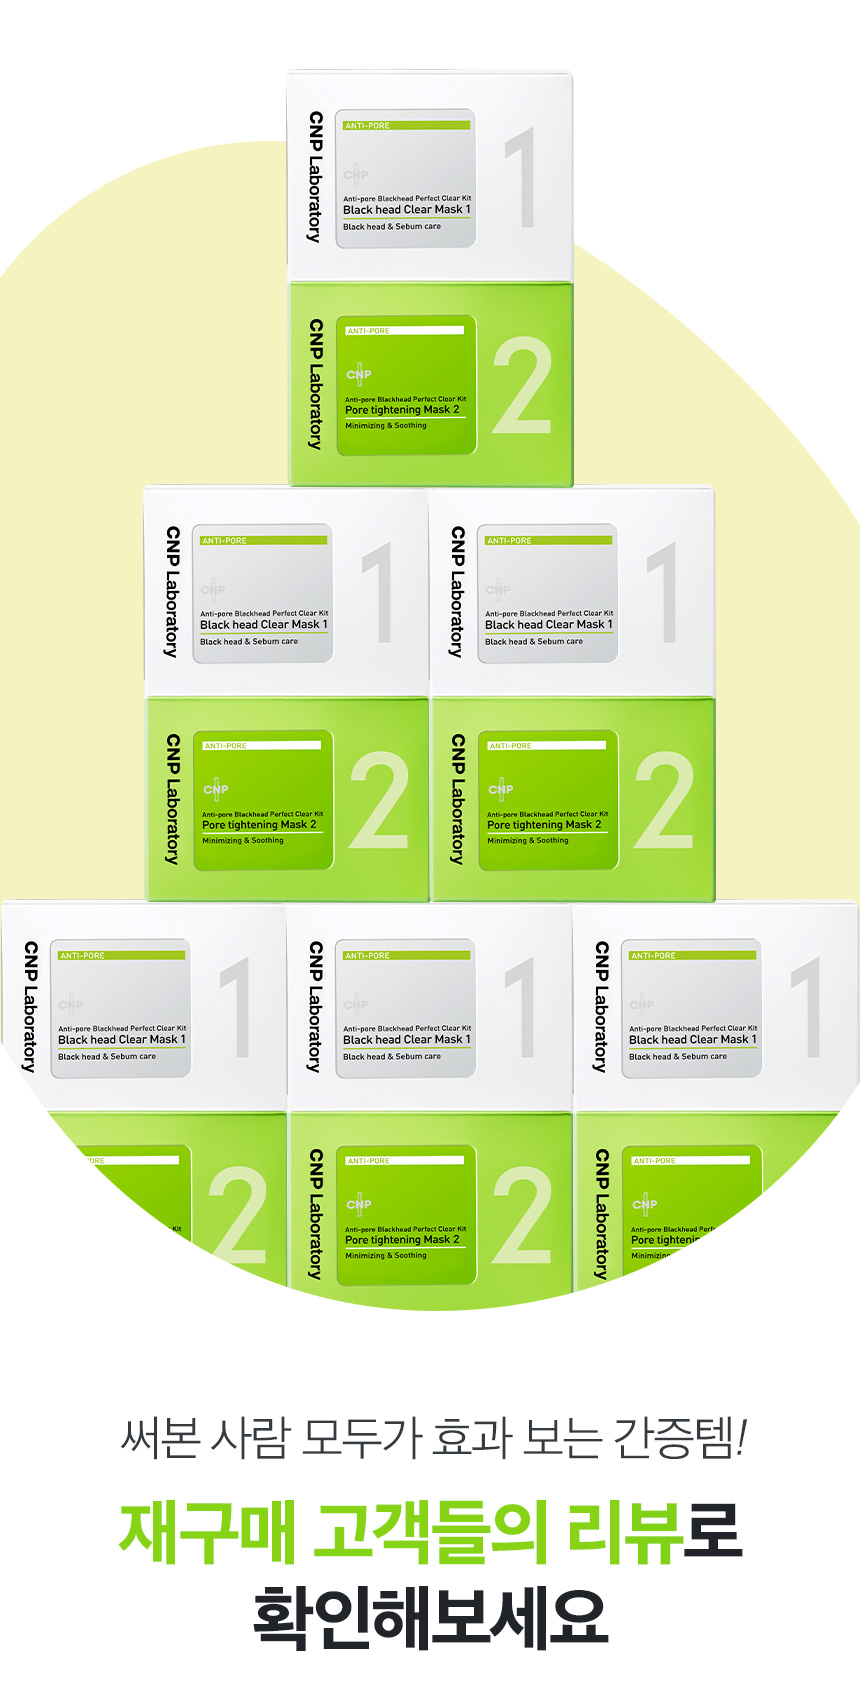 CNP Laboratory
ANTI-PORE
CNP
Anti-pore Blackhead Perfect Clear Kit
Black head Clear Mask 1
Black head & Sebum care
1
CNP Laboratory
ANTI-PORE
CNP
Anti-pore Blackhead Perfect Clear Kit
Pore tightening Mask 2
Minimizing & Soothing
2
CNP Laboratory
ANTI-PORE
CNP
Anti-pore Blackhead Perfect Clear Kit
Black head Clear Mask 1
Black head & Sebum care
1
CNP Laboratory
ANTI-PORE
CNP
Anti-pore Blackhead Perfect Clear Kit
Black head Clear Mask 1
Black head & Sebum care
1
CNP Laboratory
ANTI-PORE
CNP
Anti-pore Blackhead Perfect Clear Kit
Pore tightening Mask 2
Minimizing & Soothing
2
CNP Laboratory
ANTI-PORE
CNP
Anti-pore Blackhead Perfect Clear Kit
Pore tightening Mask 2
Minimizing & Soothing
2
CNP Laboratory
ANTI-PORE
CNP
Anti-pore Blackhead Perfect Clear Kit
Black head Clear Mask 1
Black head & Sebum care
1
CNP Laboratory
ANTI-PORE
CNP
Anti-pore Blackhead Perfect Clear Kit
Black head Clear Mask 1
Black head & Sebum care
1
CNP Laboratory
ANTI-PORE
CNP
Anti-pore Blackhead Perfect Clear Kit
Black head Clear Mask 1
Black head & Sebum care
1
Kit
2
CNP Laboratory
ANTI-PORE
CNP
Anti-pore Blackhead Perfect Clear Kit
Pore tightening Mask 2
Minimizing & Soothing
2
CNP Laboratory
ANTI-PORE
CNP
Anti-pore Blackhead
Pore
써본 사람 모두가 효과 보는 간증템!
재구매 고객들의 리뷰로
확인해보세요